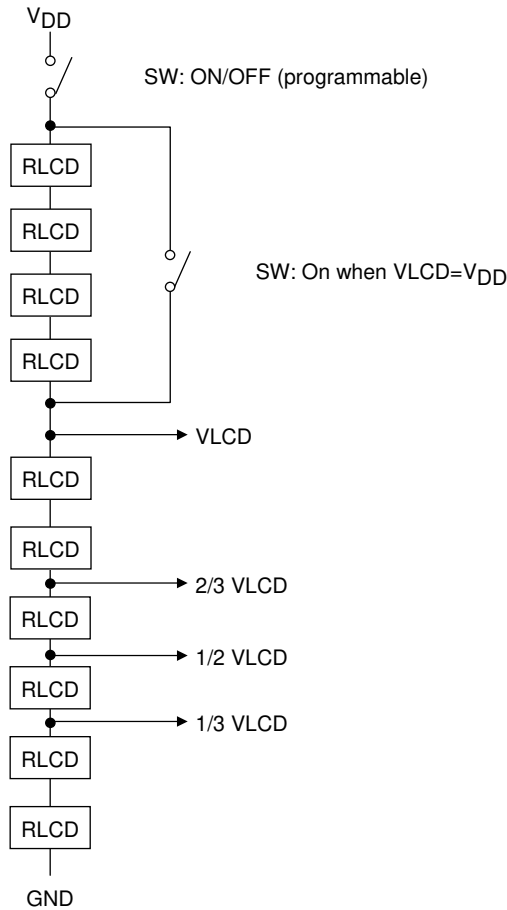 VDD
SW: ON/OFF (programmable)
RLCD
RLCD
RLCD
SW: On when VLCD=VDD
RLCD
VLCD
RLCD
RLCD
2/3 VLCD
RLCD
1/2 VLCD
RLCD
1/3 VLCD
RLCD
RLCD
GND